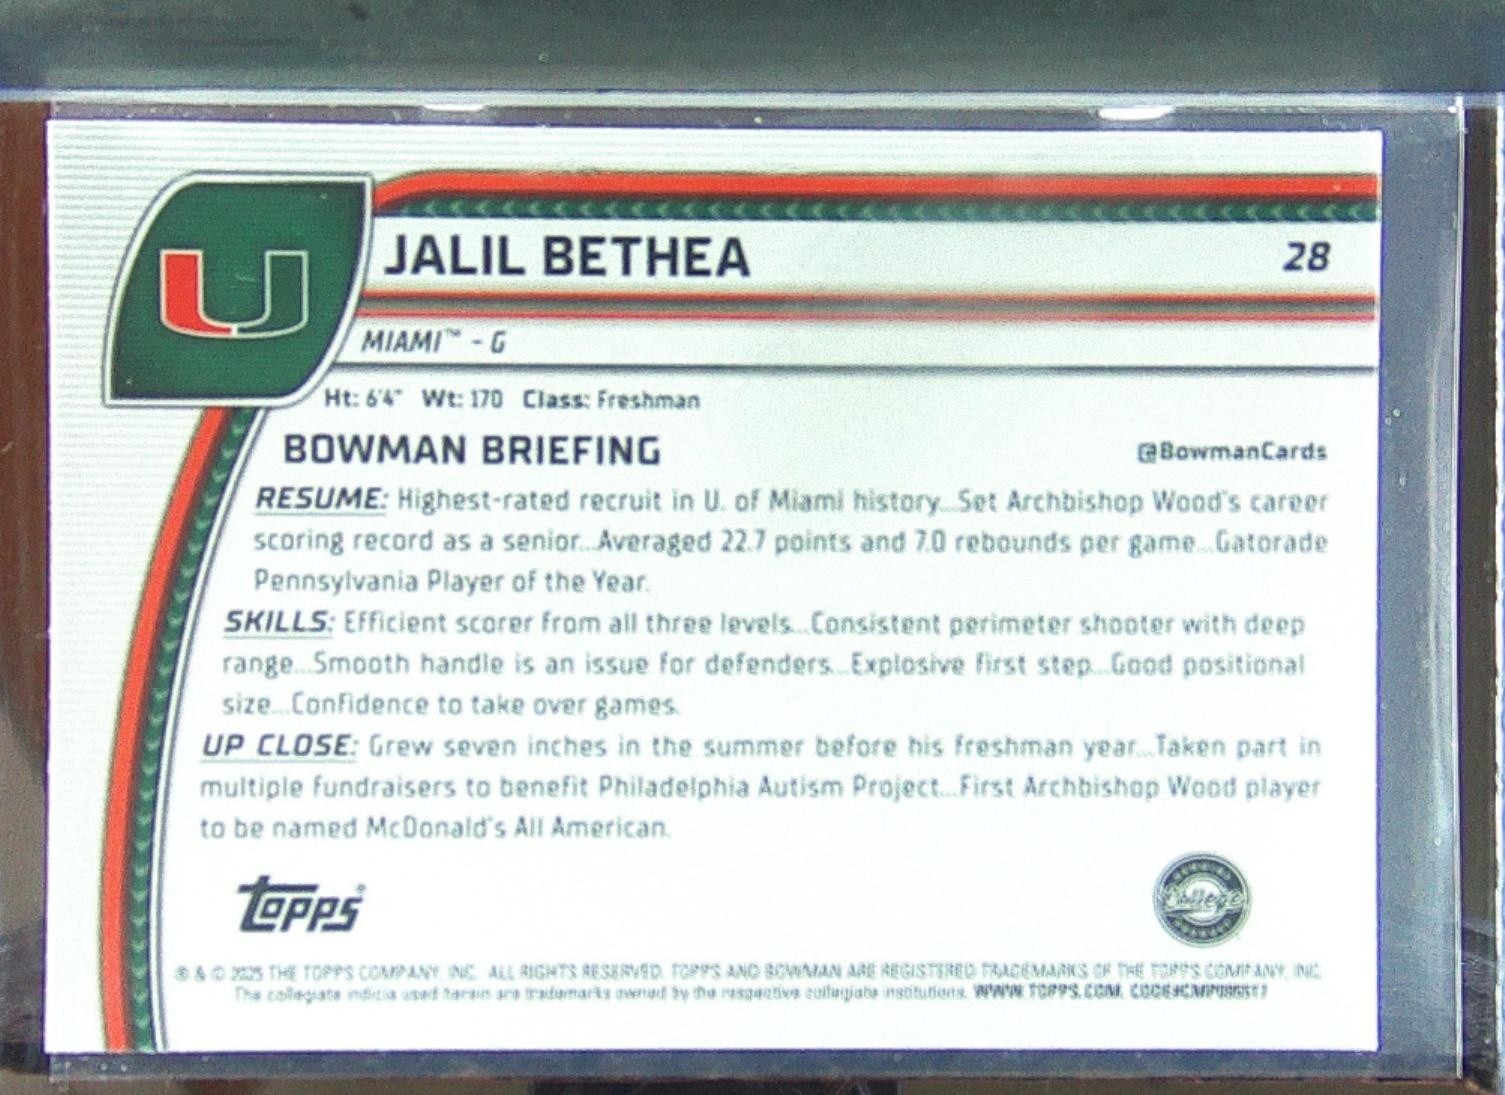 JALIL BETHEA
28
MIAMI™ - G
Ht: 6'4" Wt: 170 Class: Freshman
BOWMAN BRIEFING
@BowmanCards
RESUME: Highest-rated recruit in U. of Miami history...Set Archbishop Wood's career
scoring record as a senior...Averaged 22.7 points and 7.0 rebounds per game...Gatorade
Pennsylvania Player of the Year.
SKILLS: Efficient scorer from all three levels...Consistent perimeter shooter with deep
range...Smooth handle is an issue for defenders...Explosive first step...Good positional
size...Confidence to take over games.
UP CLOSE: Grew seven inches in the summer before his freshman year...Taken part in
multiple fundraisers to benefit Philadelphia Autism Project...First Archbishop Wood player
to be named McDonald's All American.
Topps®
College
® & © 2025 THE TOPPS COMPANY, INC. ALL RIGHTS RESERVED. TOPPS AND BOWMAN ARE REGISTERED TRADEMARKS OF THE TOPPS COMPANY, INC.
The collegiate indicia used herein are trademarks owned by the respective collegiate institutions. WWW.TOPPS.COM.